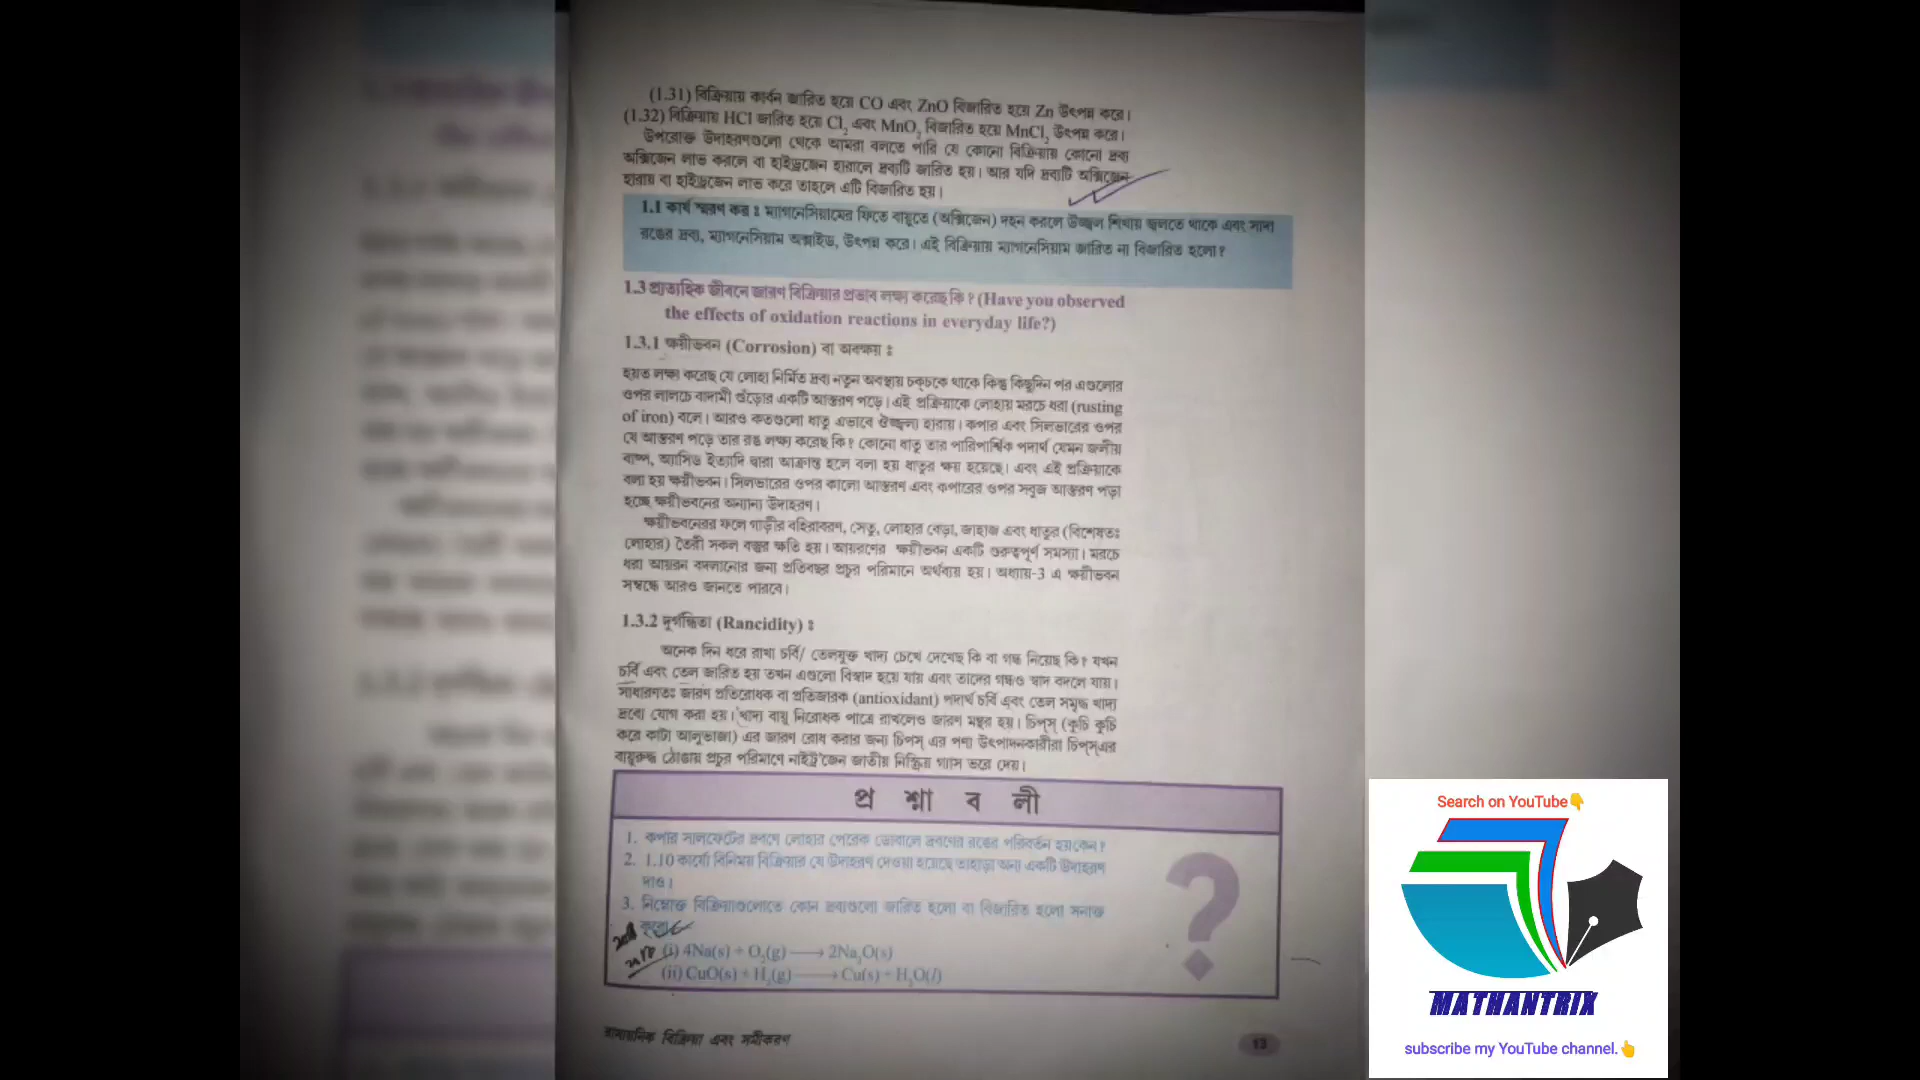 (1.31) বিক্রিয়ায় কার্বন জারিত হয়ে CO এবং ZnO বিজারিত হয়ে Zn উৎপন্ন করে।
(1.32) বিক্রিয়ায় HCl জারিত হয়ে Cl₂ এবং MnO₂ বিজারিত হয়ে MnCl₂ উৎপন্ন করে।
উপরোক্ত উদাহরণগুলো থেকে আমরা বলতে পারি যে কোনো বিক্রিয়ায় কোনো দ্রব্য
অক্সিজেন লাভ করলে বা হাইড্রজেন হারালে দ্রব্যটি জারিত হয়। আর যদি দ্রব্যটি অক্সিজেন
হারায় বা হাইড্রজেন লাভ করে তাহলে এটি বিজারিত হয়।
1.1 কার্য স্মরণ কর ঃ ম্যাগনেসিয়ামের ফিতে বায়ুতে (অক্সিজেন) দহন করলে উজ্জ্বল শিখায় জ্বলতে থাকে এবং সাদা
রঙের দ্রব্য, ম্যাগনেসিয়াম অক্সাইড, উৎপন্ন করে। এই বিক্রিয়ায় ম্যাগনেসিয়াম জারিত না বিজারিত হলো?
1.3 প্রাত্যহিক জীবনে জারণ বিক্রিয়ার প্রভাব লক্ষ্য করেছ কি? (Have you observed
the effects of oxidation reactions in everyday life?)
1.3.1 ক্ষয়ীভবন (Corrosion) বা অবক্ষয় ঃ
হয়ত লক্ষ্য করেছ যে লোহা নির্মিত দ্রব্য নতুন অবস্থায় চক্‌চকে থাকে কিন্তু কিছুদিন পর এগুলোর
ওপর লালচে বাদামী গুঁড়োর একটি আস্তরণ পড়ে। এই প্রক্রিয়াকে লোহায় মরচে ধরা (rusting
of iron) বলে। আরও কতগুলো ধাতু এভাবে ঔজ্জ্বল্য হারায়। কপার এবং সিলভারের ওপর
যে আস্তরণ পড়ে তার রঙ লক্ষ্য করেছ কি? কোনো ধাতু তার পারিপার্শ্বিক পদার্থ যেমন জলীয়
বাষ্প, অ্যাসিড ইত্যাদি দ্বারা আক্রান্ত হলে বলা হয় ধাতুর ক্ষয় হয়েছে। এবং এই প্রক্রিয়াকে
বলা হয় ক্ষয়ীভবন। সিলভারের ওপর কালো আস্তরণ এবং কপারের ওপর সবুজ আস্তরণ পড়া
হচ্ছে ক্ষয়ীভবনের অন্যান্য উদাহরণ।
ক্ষয়ীভবনেরর ফলে গাড়ীর বহিরাবরণ, সেতু, লোহার বেড়া, জাহাজ এবং ধাতুর (বিশেষতঃ
লোহার) তৈরী সকল বস্তুর ক্ষতি হয়। আয়রণের ক্ষয়ীভবন একটি গুরুত্বপূর্ণ সমস্যা। মরচে
ধরা আয়রন বদলানোর জন্য প্রতিবছর প্রচুর পরিমানে অর্থব্যয় হয়। অধ্যায়-3 এ ক্ষয়ীভবন
সম্বন্ধে আরও জানতে পারবে।
1.3.2 দুর্গন্ধিতা (Rancidity) ঃ
অনেক দিন ধরে রাখা চর্বি/ তেলযুক্ত খাদ্য চেখে দেখেছ কি বা গন্ধ নিয়েছ কি? যখন
চর্বি এবং তেল জারিত হয় তখন এগুলো বিস্বাদ হয়ে যায় এবং তাদের গন্ধও স্বাদ বদলে যায়।
সাধারণতঃ জারণ প্রতিরোধক বা প্রতিজারক (antioxidant) পদার্থ চর্বি এবং তেল সমৃদ্ধ খাদ্য
দ্রব্যে যোগ করা হয়। খাদ্য বায়ু নিরোধক পাত্রে রাখলেও জারণ মন্থর হয়। চিপ্‌স্‌ (কুচি কুচি
করে কাটা আলুভাজা) এর জারণ রোধ করার জন্য চিপস্‌ এর পণ্য উৎপাদনকারীরা চিপ্‌স্‌এর
বায়ুরুদ্ধ ঠোঙায় প্রচুর পরিমাণে নাইট্র'জেন জাতীয় নিষ্ক্রিয় গ্যাস ভরে দেয়।
প্র শ্না ব লী
1. কপার সালফেটের দ্রবণে লোহার পেরেক ডোবালে দ্রবণের রঙের পরিবর্তন হয় কেন?
2. 1.10 কার্যে্য বিনিময় বিক্রিয়ার যে উদাহরণ দেওয়া হয়েছে তাছাড়া অন্য একটি উদাহরণ
দাও।
3. নিম্নোক্ত বিক্রিয়াগুলোতে কোন দ্রব্যগুলো জারিত হলো বা বিজারিত হলো সনাক্ত
করো।
(i) 4Na(s) + O₂(g) ⟶ 2Na₂O(s)
(ii) CuO(s) + H₂(g) ⟶ Cu(s) + H₂O(l)
?
রাসায়নিক বিক্রিয়া এবং সমীকরণ
13
Search on YouTube👇
MATHANTRIX
subscribe my YouTube channel.👆